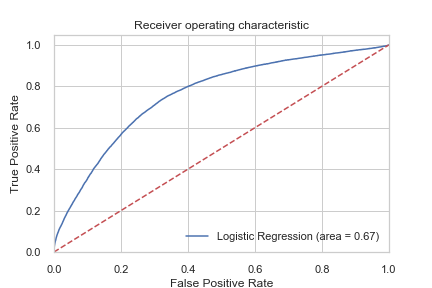 Receiver operating characteristic
True Positive Rate
1.0
0.8
0.6
0.4
0.2
0.0
Logistic Regression (area = 0.67)
0.0 0.2 0.4 0.6 0.8 1.0
False Positive Rate